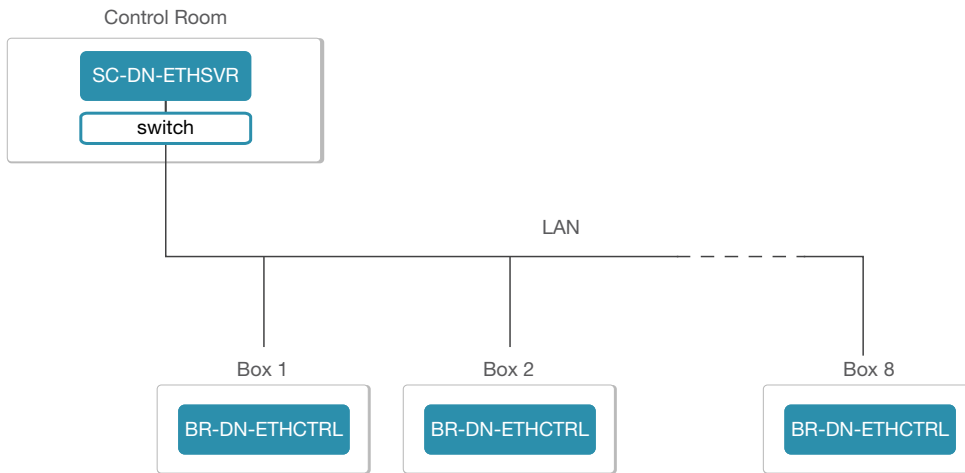 Control Room
SC-DN-ETHSVR
switch
LAN
Box 1
Box 2
Box 8
BR-DN-ETHCTRL
BR-DN-ETHCTRL
BR-DN-ETHCTRL